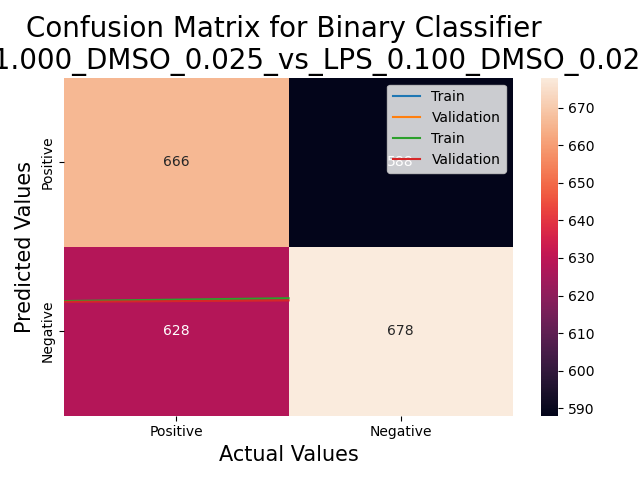 Confusion Matrix for Binary Classifier
1.000_DMSO_0.025_vs_LPS_0.100_DMSO_0.02
Train
Validation
Train
Validation
Positive
Negative
Predicted Values
666
588
628
678
Positive
Negative
Actual Values
670
660
650
640
630
620
610
600
590